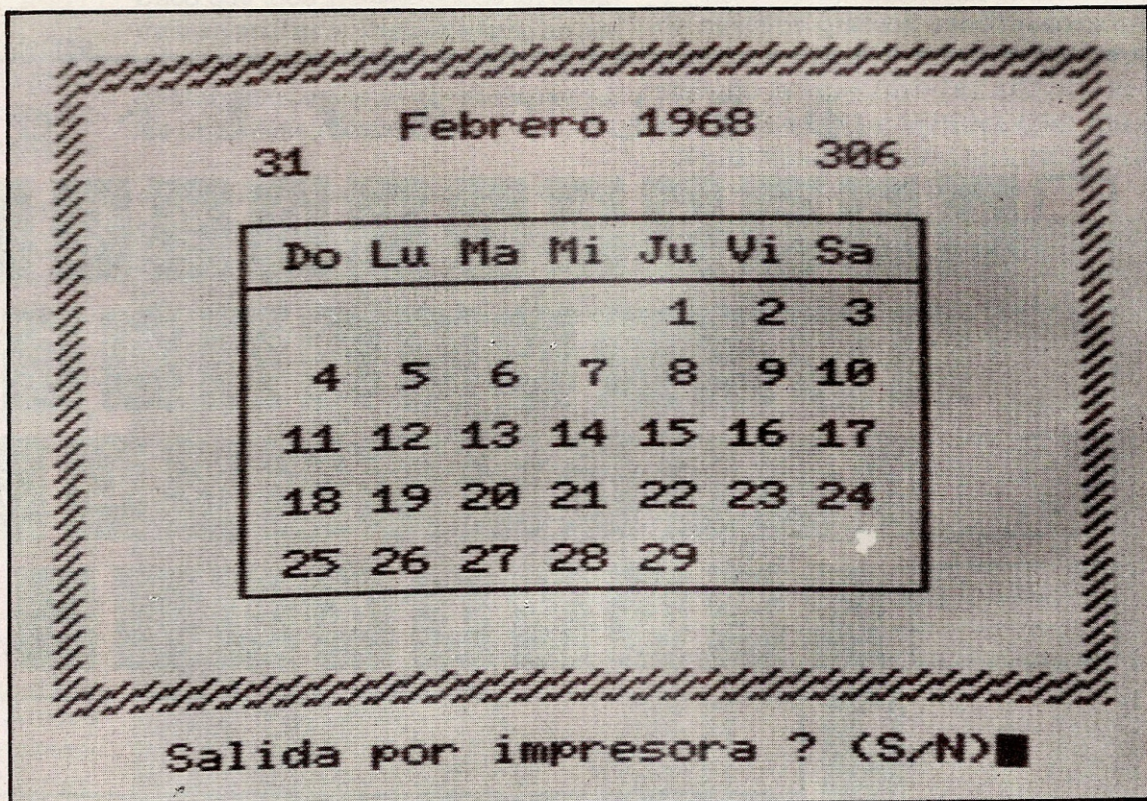 Febrero 1968
31 306
Do Lu Ma Mi Ju Vi Sa
1 2 3
4 5 6 7 8 9 10
11 12 13 14 15 16 17
18 19 20 21 22 23 24
25 26 27 28 29
Salida por impresora ? (S/N)